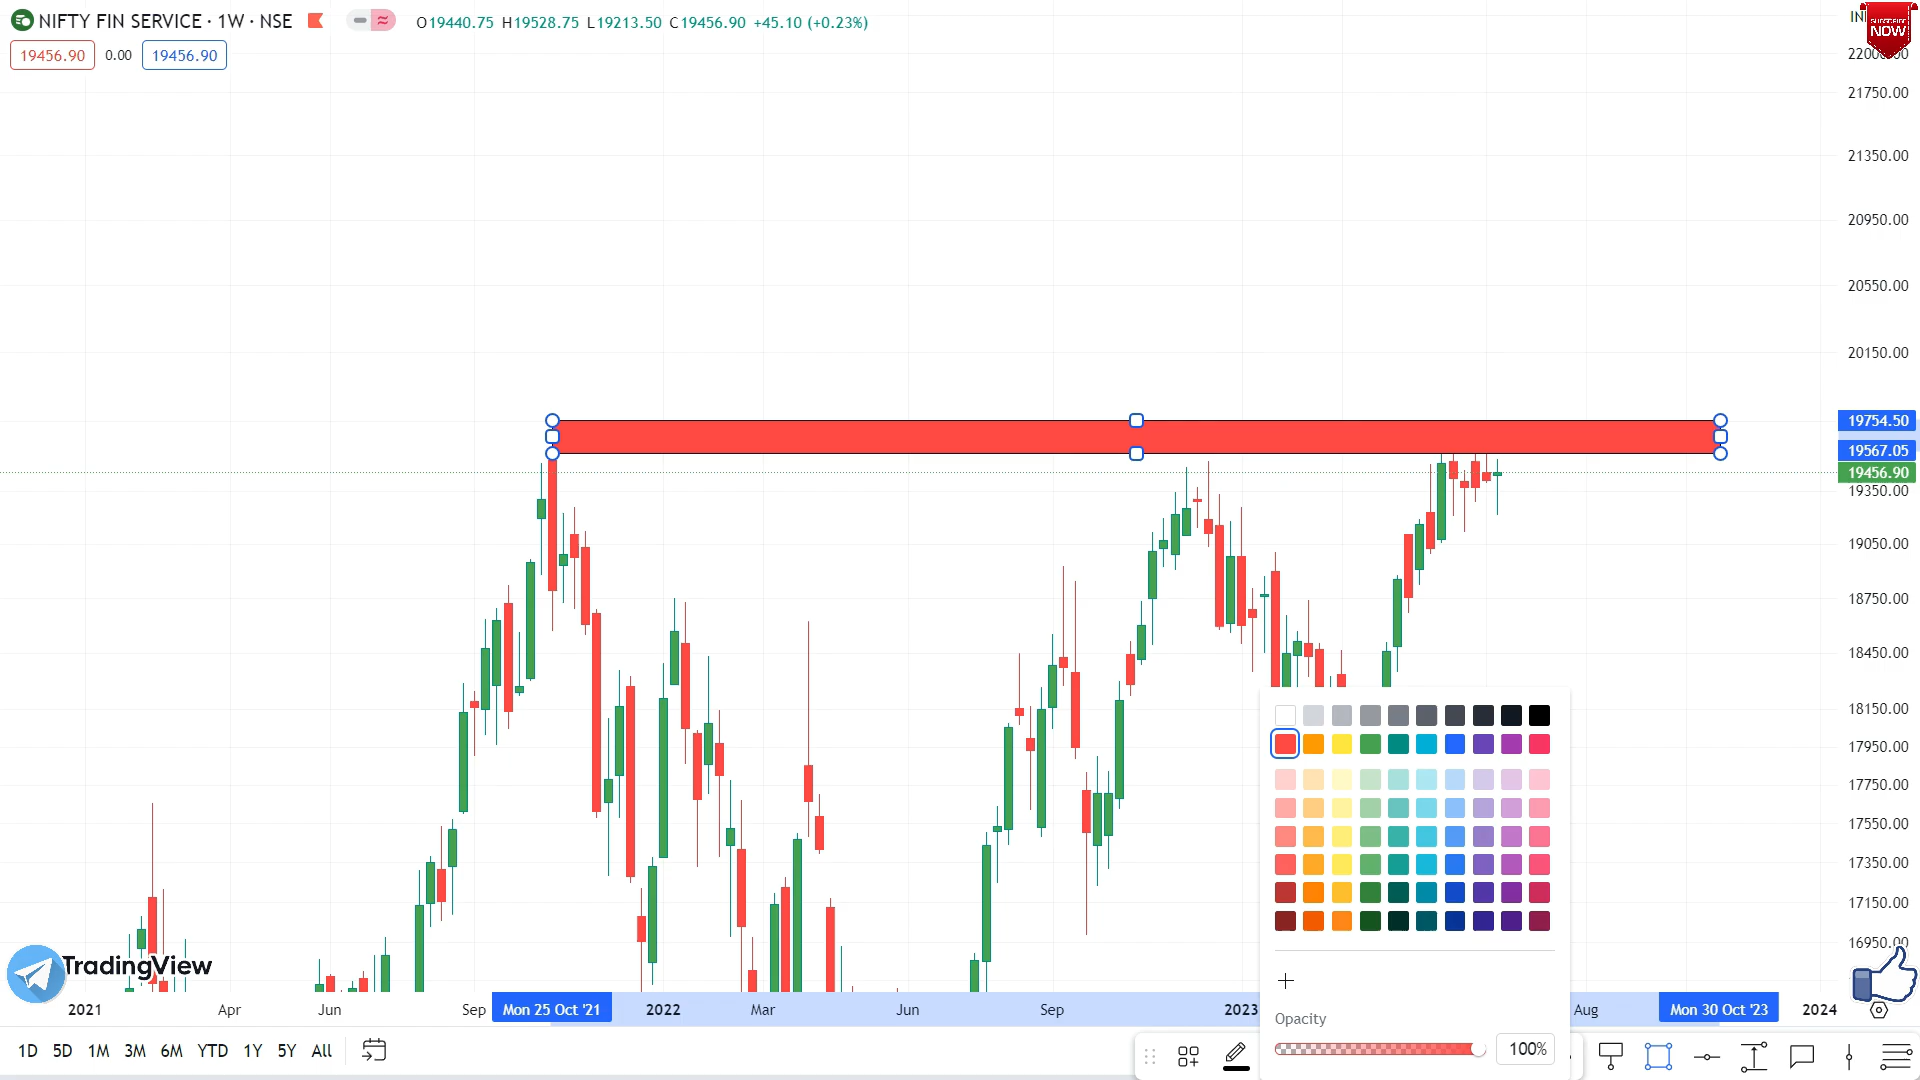 NIFTY FIN SERVICE · 1W · NSE
O19440.75 H19528.75 L19213.50 C19456.90 +45.10 (+0.23%)
SUBSCRIBE
NOW
19456.90 0.00 19456.90
21750.00
21350.00
20950.00
20550.00
20150.00
19754.50
19567.05
19456.90
19350.00
19050.00
18750.00
18450.00
18150.00
17950.00
17750.00
17550.00
17350.00
17150.00
16950.00
TradingView
2021 Apr Jun Sep Mon 25 Oct '21 2022 Mar Jun Sep 2023 Aug Mon 30 Oct '23 2024
Opacity
100%
1D 5D 1M 3M 6M YTD 1Y 5Y All